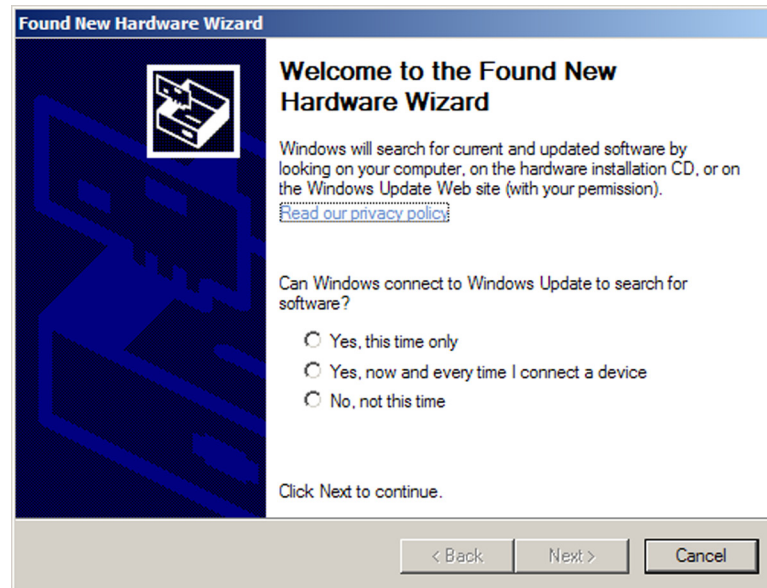 Found New Hardware Wizard
Welcome to the Found New
Hardware Wizard
Windows will search for current and updated software by
looking on your computer, on the hardware installation CD, or on
the Windows Update Web site (with your permission).
Read our privacy policy
Can Windows connect to Windows Update to search for
software?
Yes, this time only
Yes, now and every time I connect a device
No, not this time
Click Next to continue.
< Back
Next >
Cancel